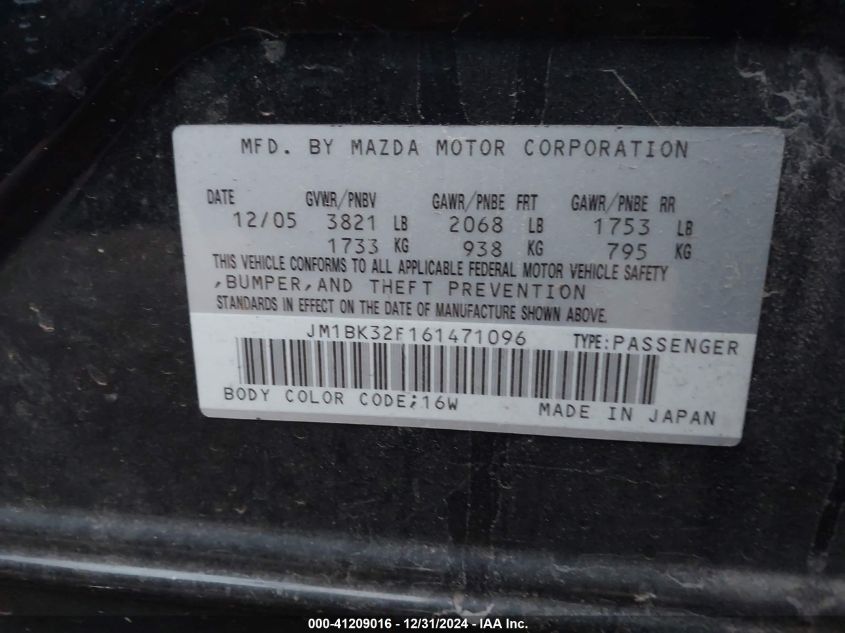 MFD. BY MAZDA MOTOR CORPORATION
DATE GVWR/PNBV GAWR/PNBE FRT GAWR/PNBE RR
12/05 3821 LB 2068 LB 1753 LB
1733 KG 938 KG 795 KG
THIS VEHICLE CONFORMS TO ALL APPLICABLE FEDERAL MOTOR VEHICLE SAFETY
,BUMPER,AND THEFT PREVENTION
STANDARDS IN EFFECT ON THE DATE OF MANUFACTURE SHOWN ABOVE.
JM1BK32F161471096 TYPE:PASSENGER
BODY COLOR CODE;16W MADE IN JAPAN
000-41209016 - 12/31/2024 - IAA Inc.